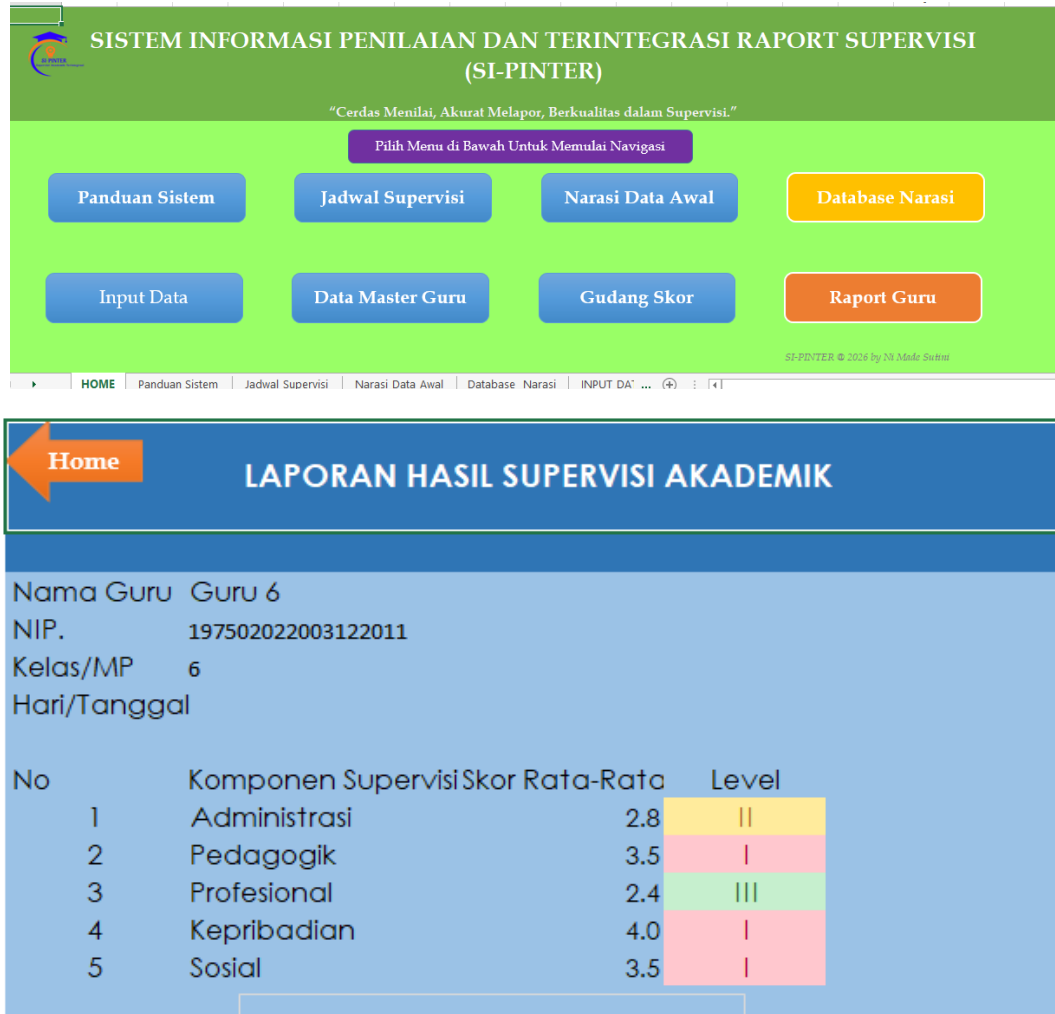 SISTEM INFORMASI PENILAIAN DAN TERINTEGRASI RAPORT SUPERVISI
(SI-PINTER)
SI PINTER
“Cerdas Menilai, Akurat Melapor, Berkualitas dalam Supervisi.”
Pilih Menu di Bawah Untuk Memulai Navigasi
Panduan Sistem Jadwal Supervisi Narasi Data Awal Database Narasi
Input Data Data Master Guru Gudang Skor Raport Guru
SI-PINTER @ 2026 by Ni Made Sutini
HOME Panduan Sistem Jadwal Supervisi Narasi Data Awal Database Narasi INPUT DA ...
Home
LAPORAN HASIL SUPERVISI AKADEMIK
Nama Guru Guru 6
NIP. 197502022003122011
Kelas/MP 6
Hari/Tanggal
No Komponen Supervisi Skor Rata-Rata Level
1 Administrasi 2.8 II
2 Pedagogik 3.5 I
3 Profesional 2.4 III
4 Kepribadian 4.0 I
5 Sosial 3.5 I